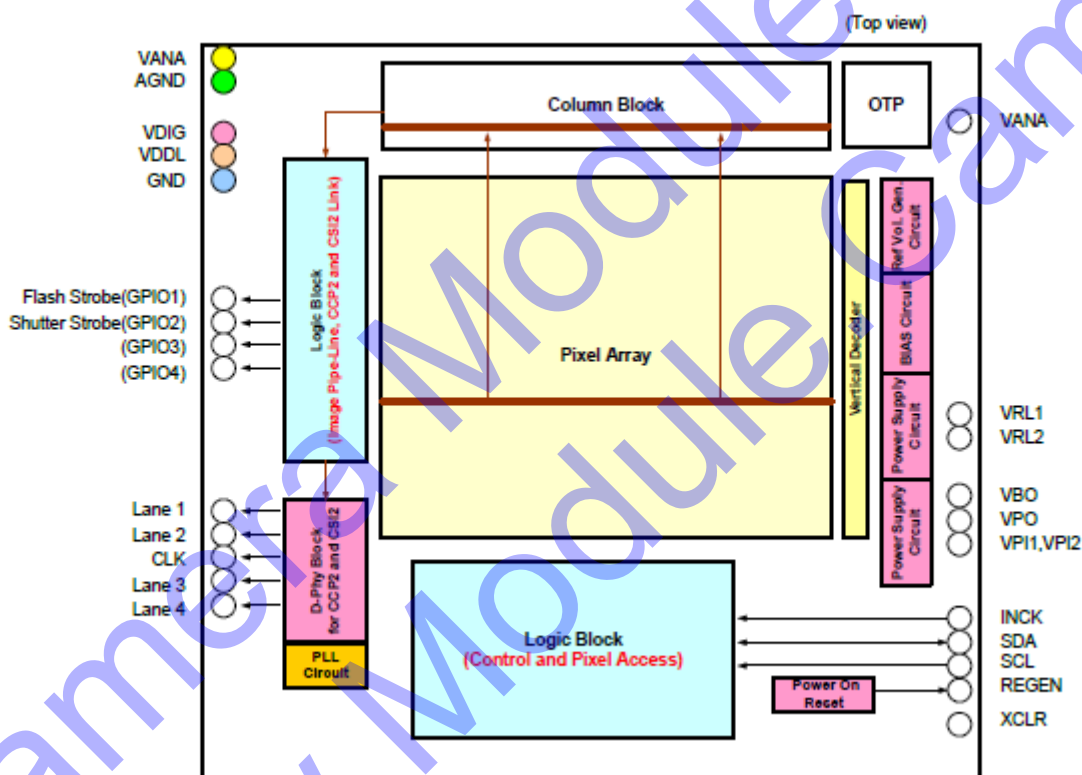 (Top view)
VANA
AGND
VDIG
VDDL
GND
Flash Strobe(GPIO1)
Shutter Strobe(GPIO2)
(GPIO3)
(GPIO4)
Lane 1
Lane 2
CLK
Lane 3
Lane 4
Column Block
OTP
Logic Block
(Image Pipe-Line, CCP2 and CSI2 Link)
D-Phy Block
for CCP2 and CSI2
PLL
Circuit
Pixel Array
Vertical Decoder
Ref Vol. Gen.
Circuit
BIAS Circuit
Power Supply
Circuit
Power Supply
Circuit
Logic Block
(Control and Pixel Access)
Power On
Reset
VANA
VRL1
VRL2
VBO
VPO
VPI1,VPI2
INCK
SDA
SCL
REGEN
XCLR
Camera Module
Module Cam